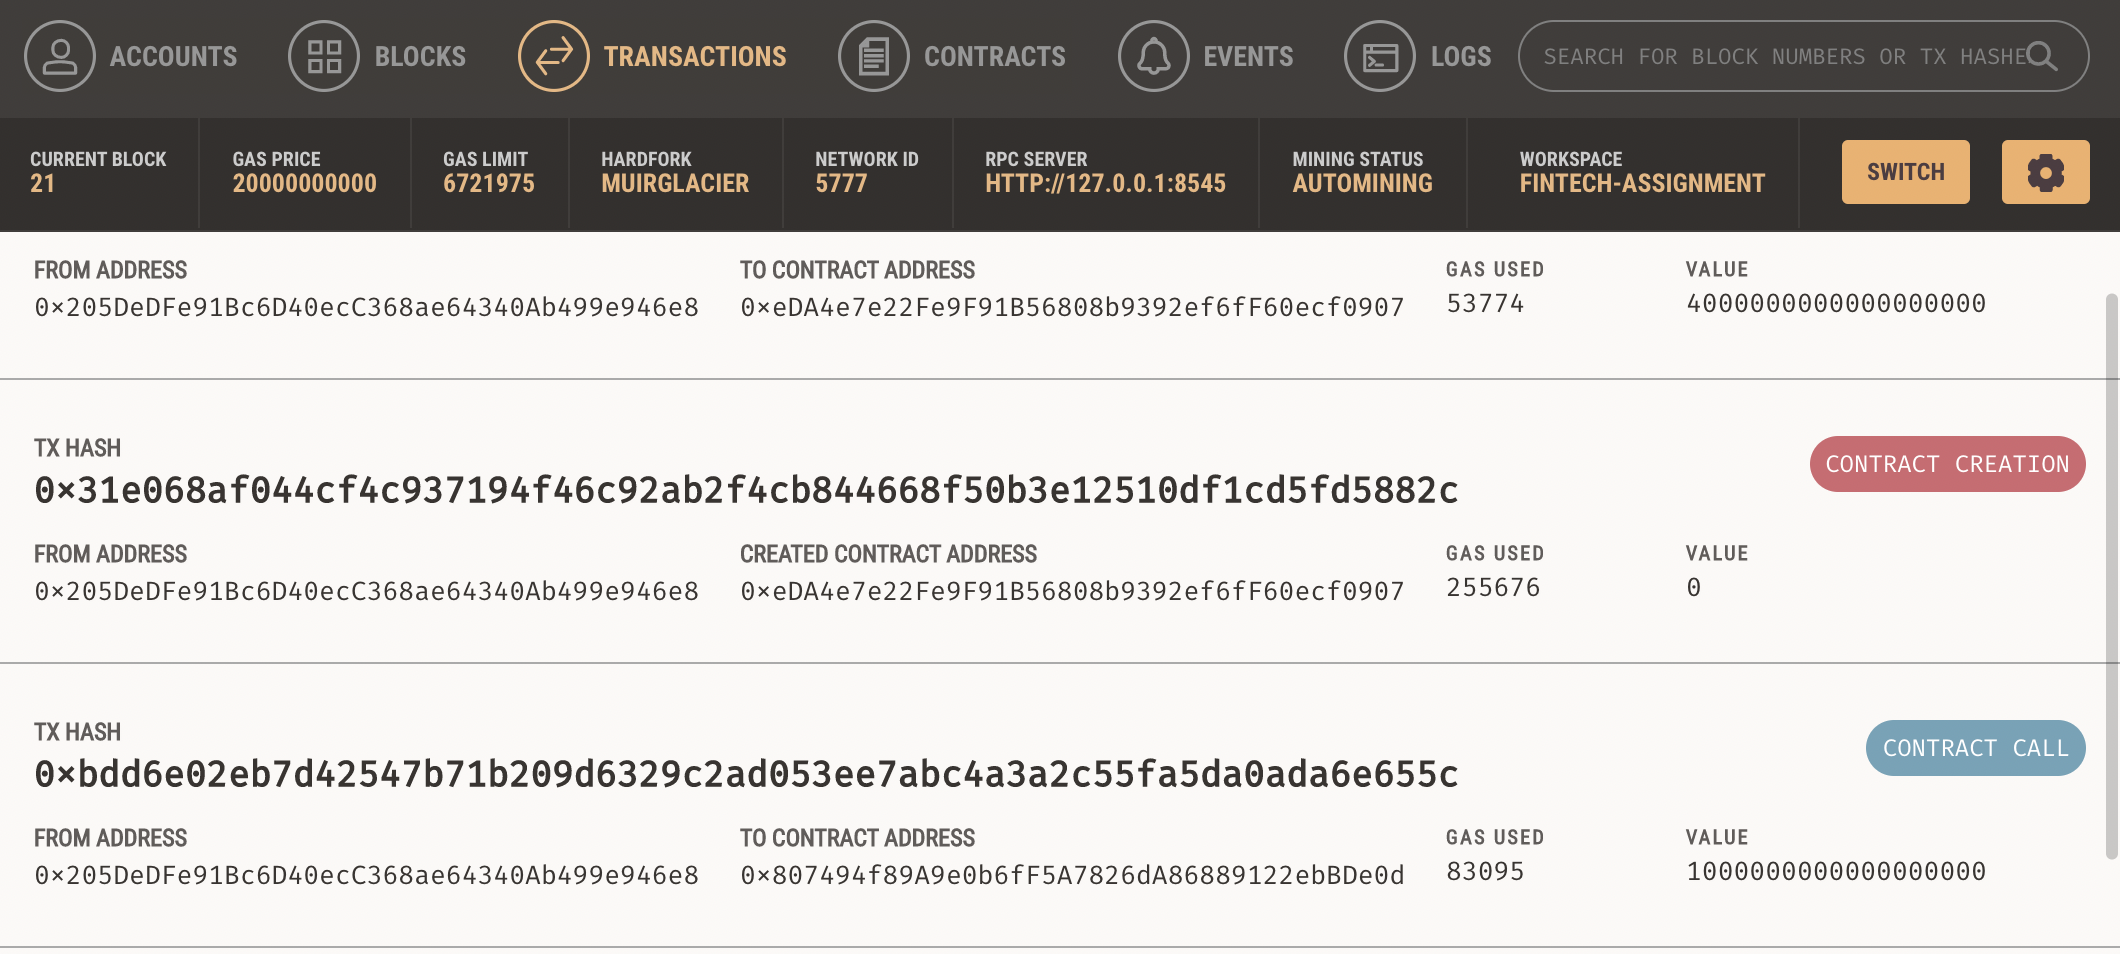 ACCOUNTS BLOCKS TRANSACTIONS CONTRACTS EVENTS LOGS SEARCH FOR BLOCK NUMBERS OR TX HASHE
CURRENT BLOCK GAS PRICE GAS LIMIT HARDFORK NETWORK ID RPC SERVER MINING STATUS WORKSPACE SWITCH
21 20000000000 6721975 MUIRGLACIER 5777 HTTP://127.0.0.1:8545 AUTOMINING FINTECH-ASSIGNMENT
FROM ADDRESS TO CONTRACT ADDRESS GAS USED VALUE
0×205DeDFe91Bc6D40ecC368ae64340Ab499e946e8 0×eDA4e7e22Fe9F91B56808b9392ef6fF60ecf0907 53774 4000000000000000000
TX HASH CONTRACT CREATION
0×31e068af044cf4c937194f46c92ab2f4cb844668f50b3e12510df1cd5fd5882c
FROM ADDRESS CREATED CONTRACT ADDRESS GAS USED VALUE
0×205DeDFe91Bc6D40ecC368ae64340Ab499e946e8 0×eDA4e7e22Fe9F91B56808b9392ef6fF60ecf0907 255676 0
TX HASH CONTRACT CALL
0×bdd6e02eb7d42547b71b209d6329c2ad053ee7abc4a3a2c55fa5da0ada6e655c
FROM ADDRESS TO CONTRACT ADDRESS GAS USED VALUE
0×205DeDFe91Bc6D40ecC368ae64340Ab499e946e8 0×807494f89A9e0b6fF5A7826dA86889122ebBDe0d 83095 1000000000000000000